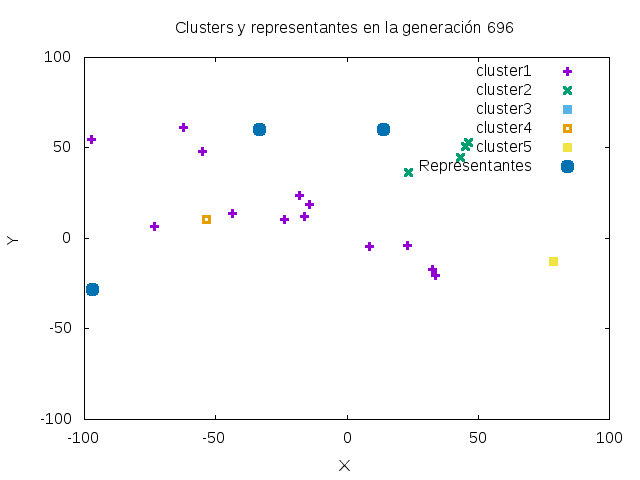 Clusters y representantes en la generación 696
100
50
0
-50
-100
Y
cluster1
cluster2
cluster3
cluster4
cluster5
Representantes
-100 -50 0 50 100
X